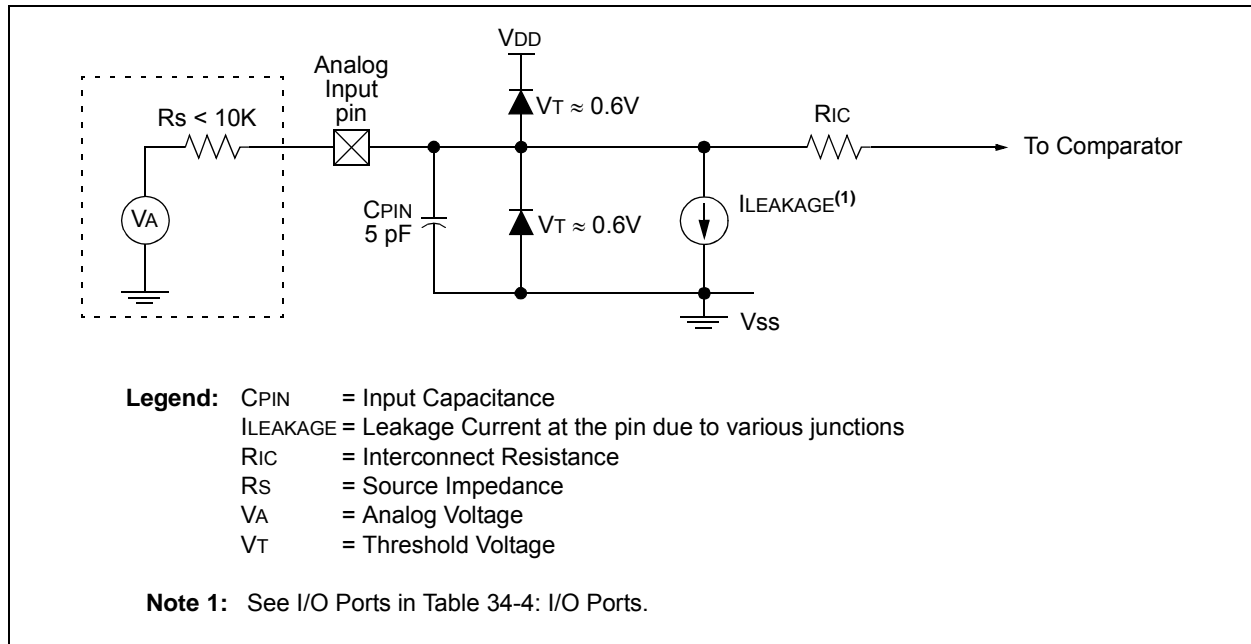 VDD
Analog
Input
pin
Rs < 10K
VT ≈ 0.6V
RIC
To Comparator
VA
CPIN
5 pF
VT ≈ 0.6V
ILEAKAGE(1)
Vss
Legend: CPIN = Input Capacitance
ILEAKAGE = Leakage Current at the pin due to various junctions
RIC = Interconnect Resistance
RS = Source Impedance
VA = Analog Voltage
VT = Threshold Voltage
Note 1: See I/O Ports in Table 34-4: I/O Ports.